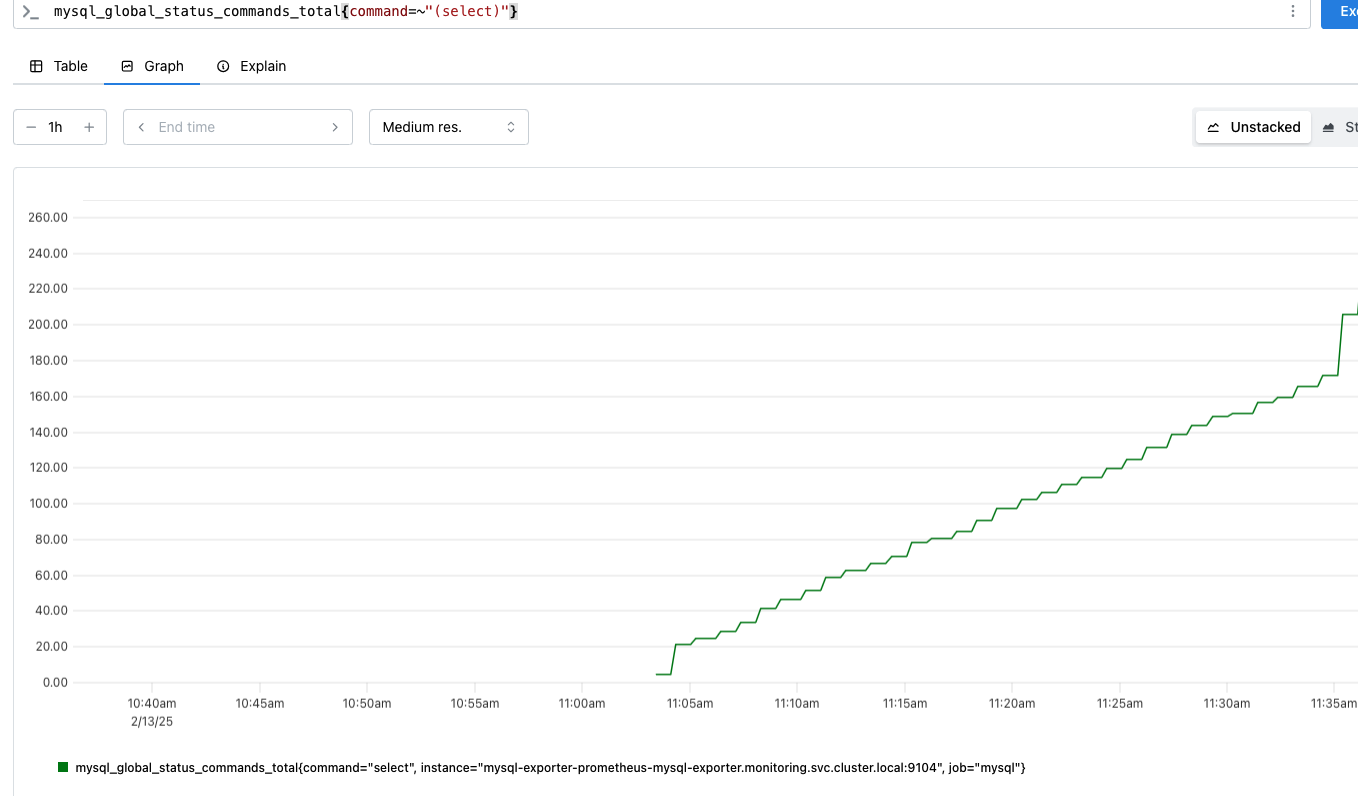 mysql_global_status_commands_total{command=~"(select)"}
Ex
Table Graph Explain
1h End time Medium res. Unstacked St
260.00
240.00
220.00
200.00
180.00
160.00
140.00
120.00
100.00
80.00
60.00
40.00
20.00
0.00
10:40am 10:45am 10:50am 10:55am 11:00am 11:05am 11:10am 11:15am 11:20am 11:25am 11:30am 11:35am
2/13/25
mysql_global_status_commands_total{command="select", instance="mysql-exporter-prometheus-mysql-exporter.monitoring.svc.cluster.local:9104", job="mysql"}